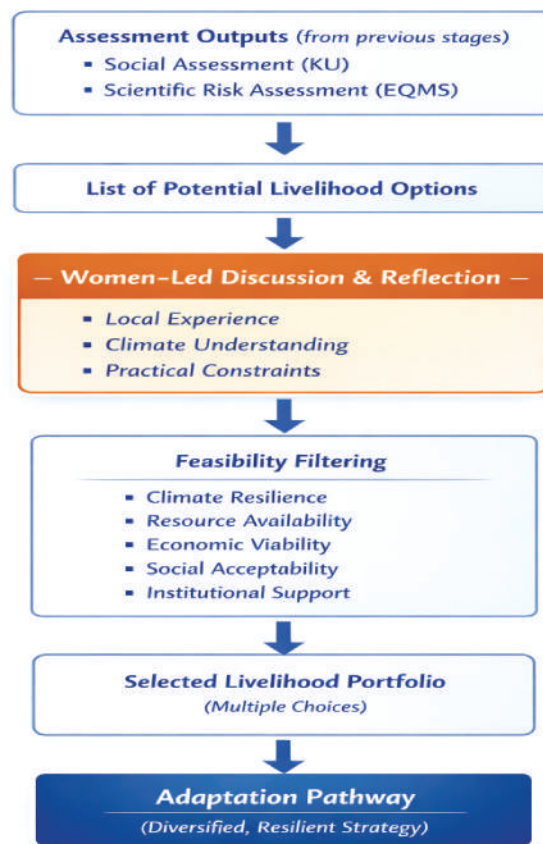 Assessment Outputs (from previous stages)
▪ Social Assessment (KU)
▪ Scientific Risk Assessment (EQMS)
List of Potential Livelihood Options
— Women-Led Discussion & Reflection —
▪ Local Experience
▪ Climate Understanding
▪ Practical Constraints
Feasibility Filtering
▪ Climate Resilience
▪ Resource Availability
▪ Economic Viability
▪ Social Acceptability
▪ Institutional Support
Selected Livelihood Portfolio
(Multiple Choices)
Adaptation Pathway
(Diversified, Resilient Strategy)